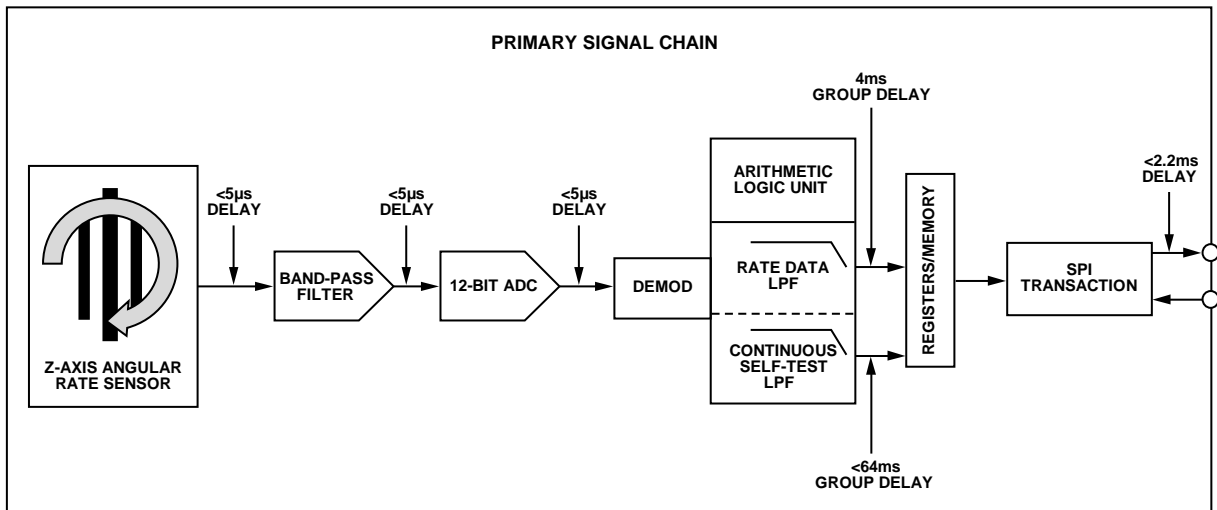 PRIMARY SIGNAL CHAIN
4ms
GROUP DELAY
<5µs
DELAY
<5µs
DELAY
<5µs
DELAY
ARITHMETIC
LOGIC UNIT
<2.2ms
DELAY
Z-AXIS ANGULAR
RATE SENSOR
BAND-PASS
FILTER
12-BIT ADC
DEMOD
RATE DATA
LPF
CONTINUOUS
SELF-TEST
LPF
REGISTERS/MEMORY
SPI
TRANSACTION
<64ms
GROUP DELAY